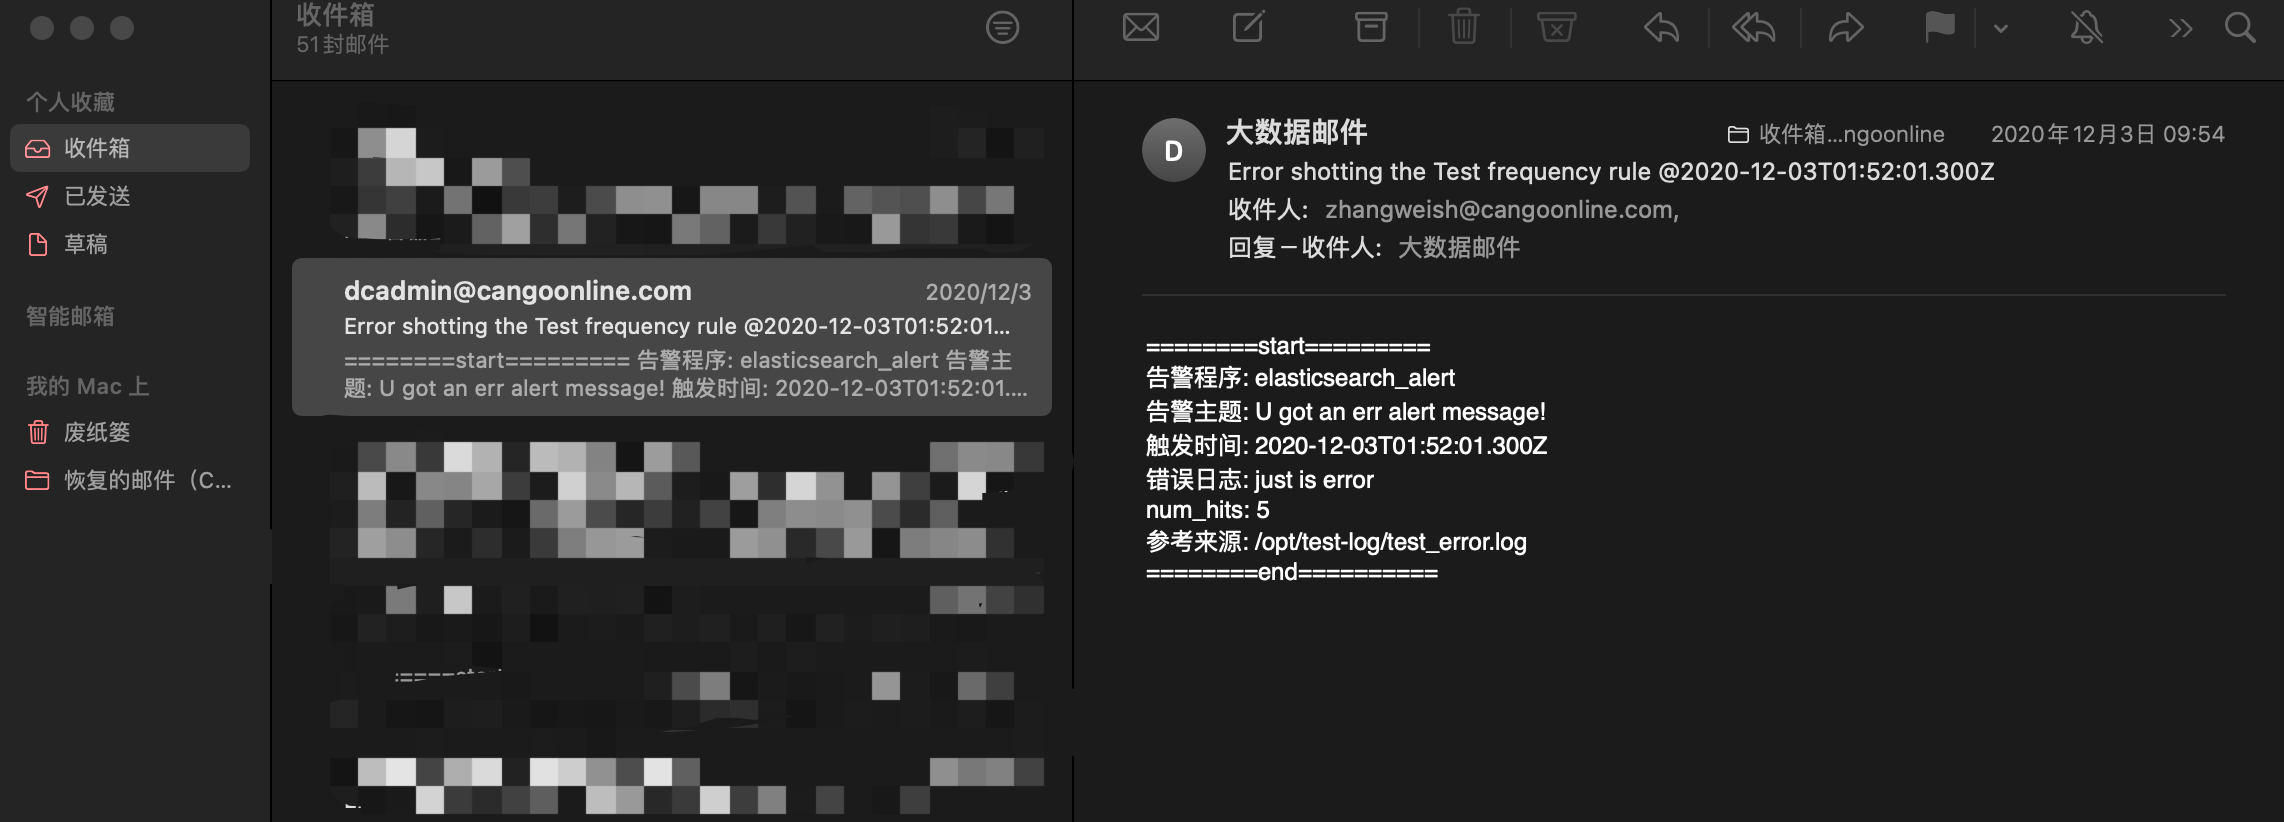 收件箱
51封邮件
个人收藏
收件箱
已发送
草稿
智能邮箱
我的 Mac 上
废纸篓
恢复的邮件（C...
dcadmin@cangoonline.com
2020/12/3
Error shotting the Test frequency rule @2020-12-03T01:52:01...
========start========= 告警程序: elasticsearch_alert 告警主
题: U got an err alert message! 触发时间: 2020-12-03T01:52:01....
D
大数据邮件
收件箱...ngoonline
2020年12月3日 09:54
Error shotting the Test frequency rule @2020-12-03T01:52:01.300Z
收件人: zhangweish@cangoonline.com,
回复－收件人: 大数据邮件
========start=========
告警程序: elasticsearch_alert
告警主题: U got an err alert message!
触发时间: 2020-12-03T01:52:01.300Z
错误日志: just is error
num_hits: 5
参考来源: /opt/test-log/test_error.log
========end==========